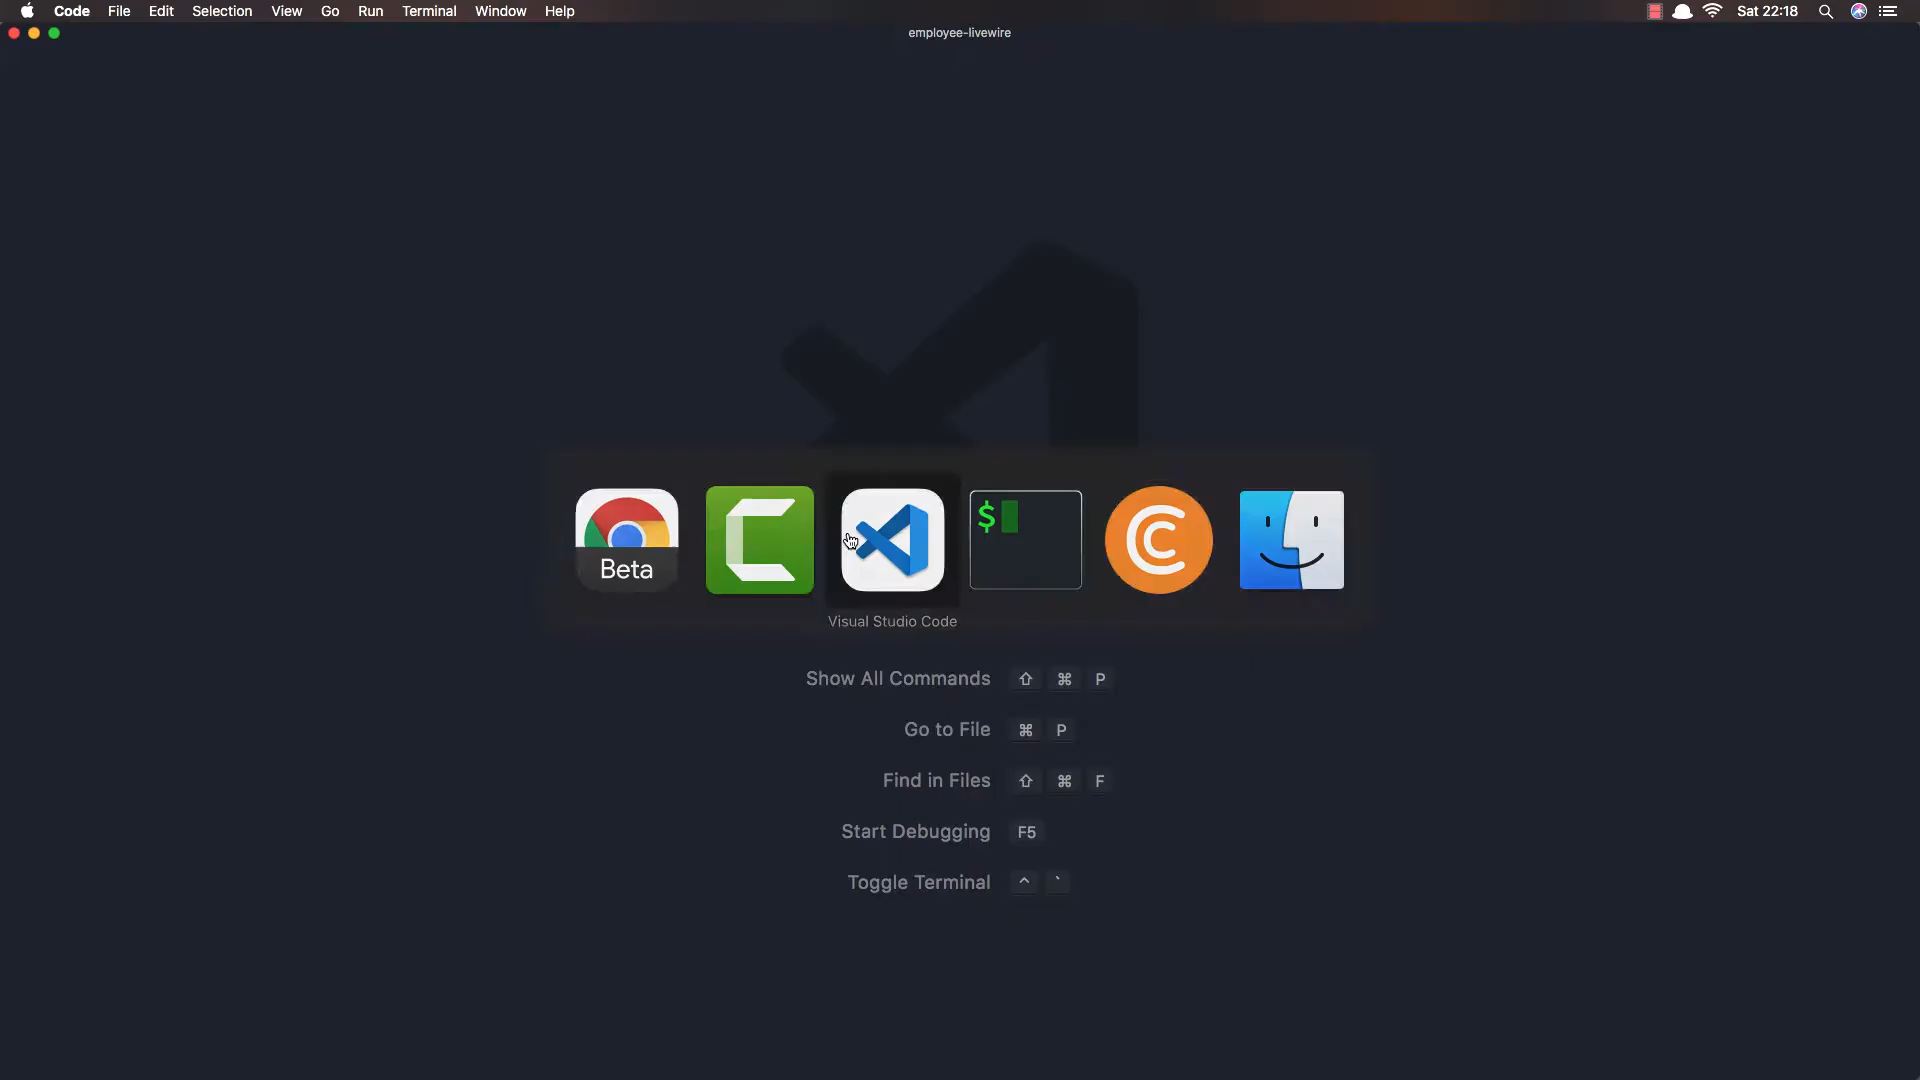 Code File Edit Selection View Go Run Terminal Window Help Sat 22:18
employee-livewire
Beta
$
Visual Studio Code
Show All Commands ⇧ ⌘ P
Go to File ⌘ P
Find in Files ⇧ ⌘ F
Start Debugging F5
Toggle Terminal ^ `